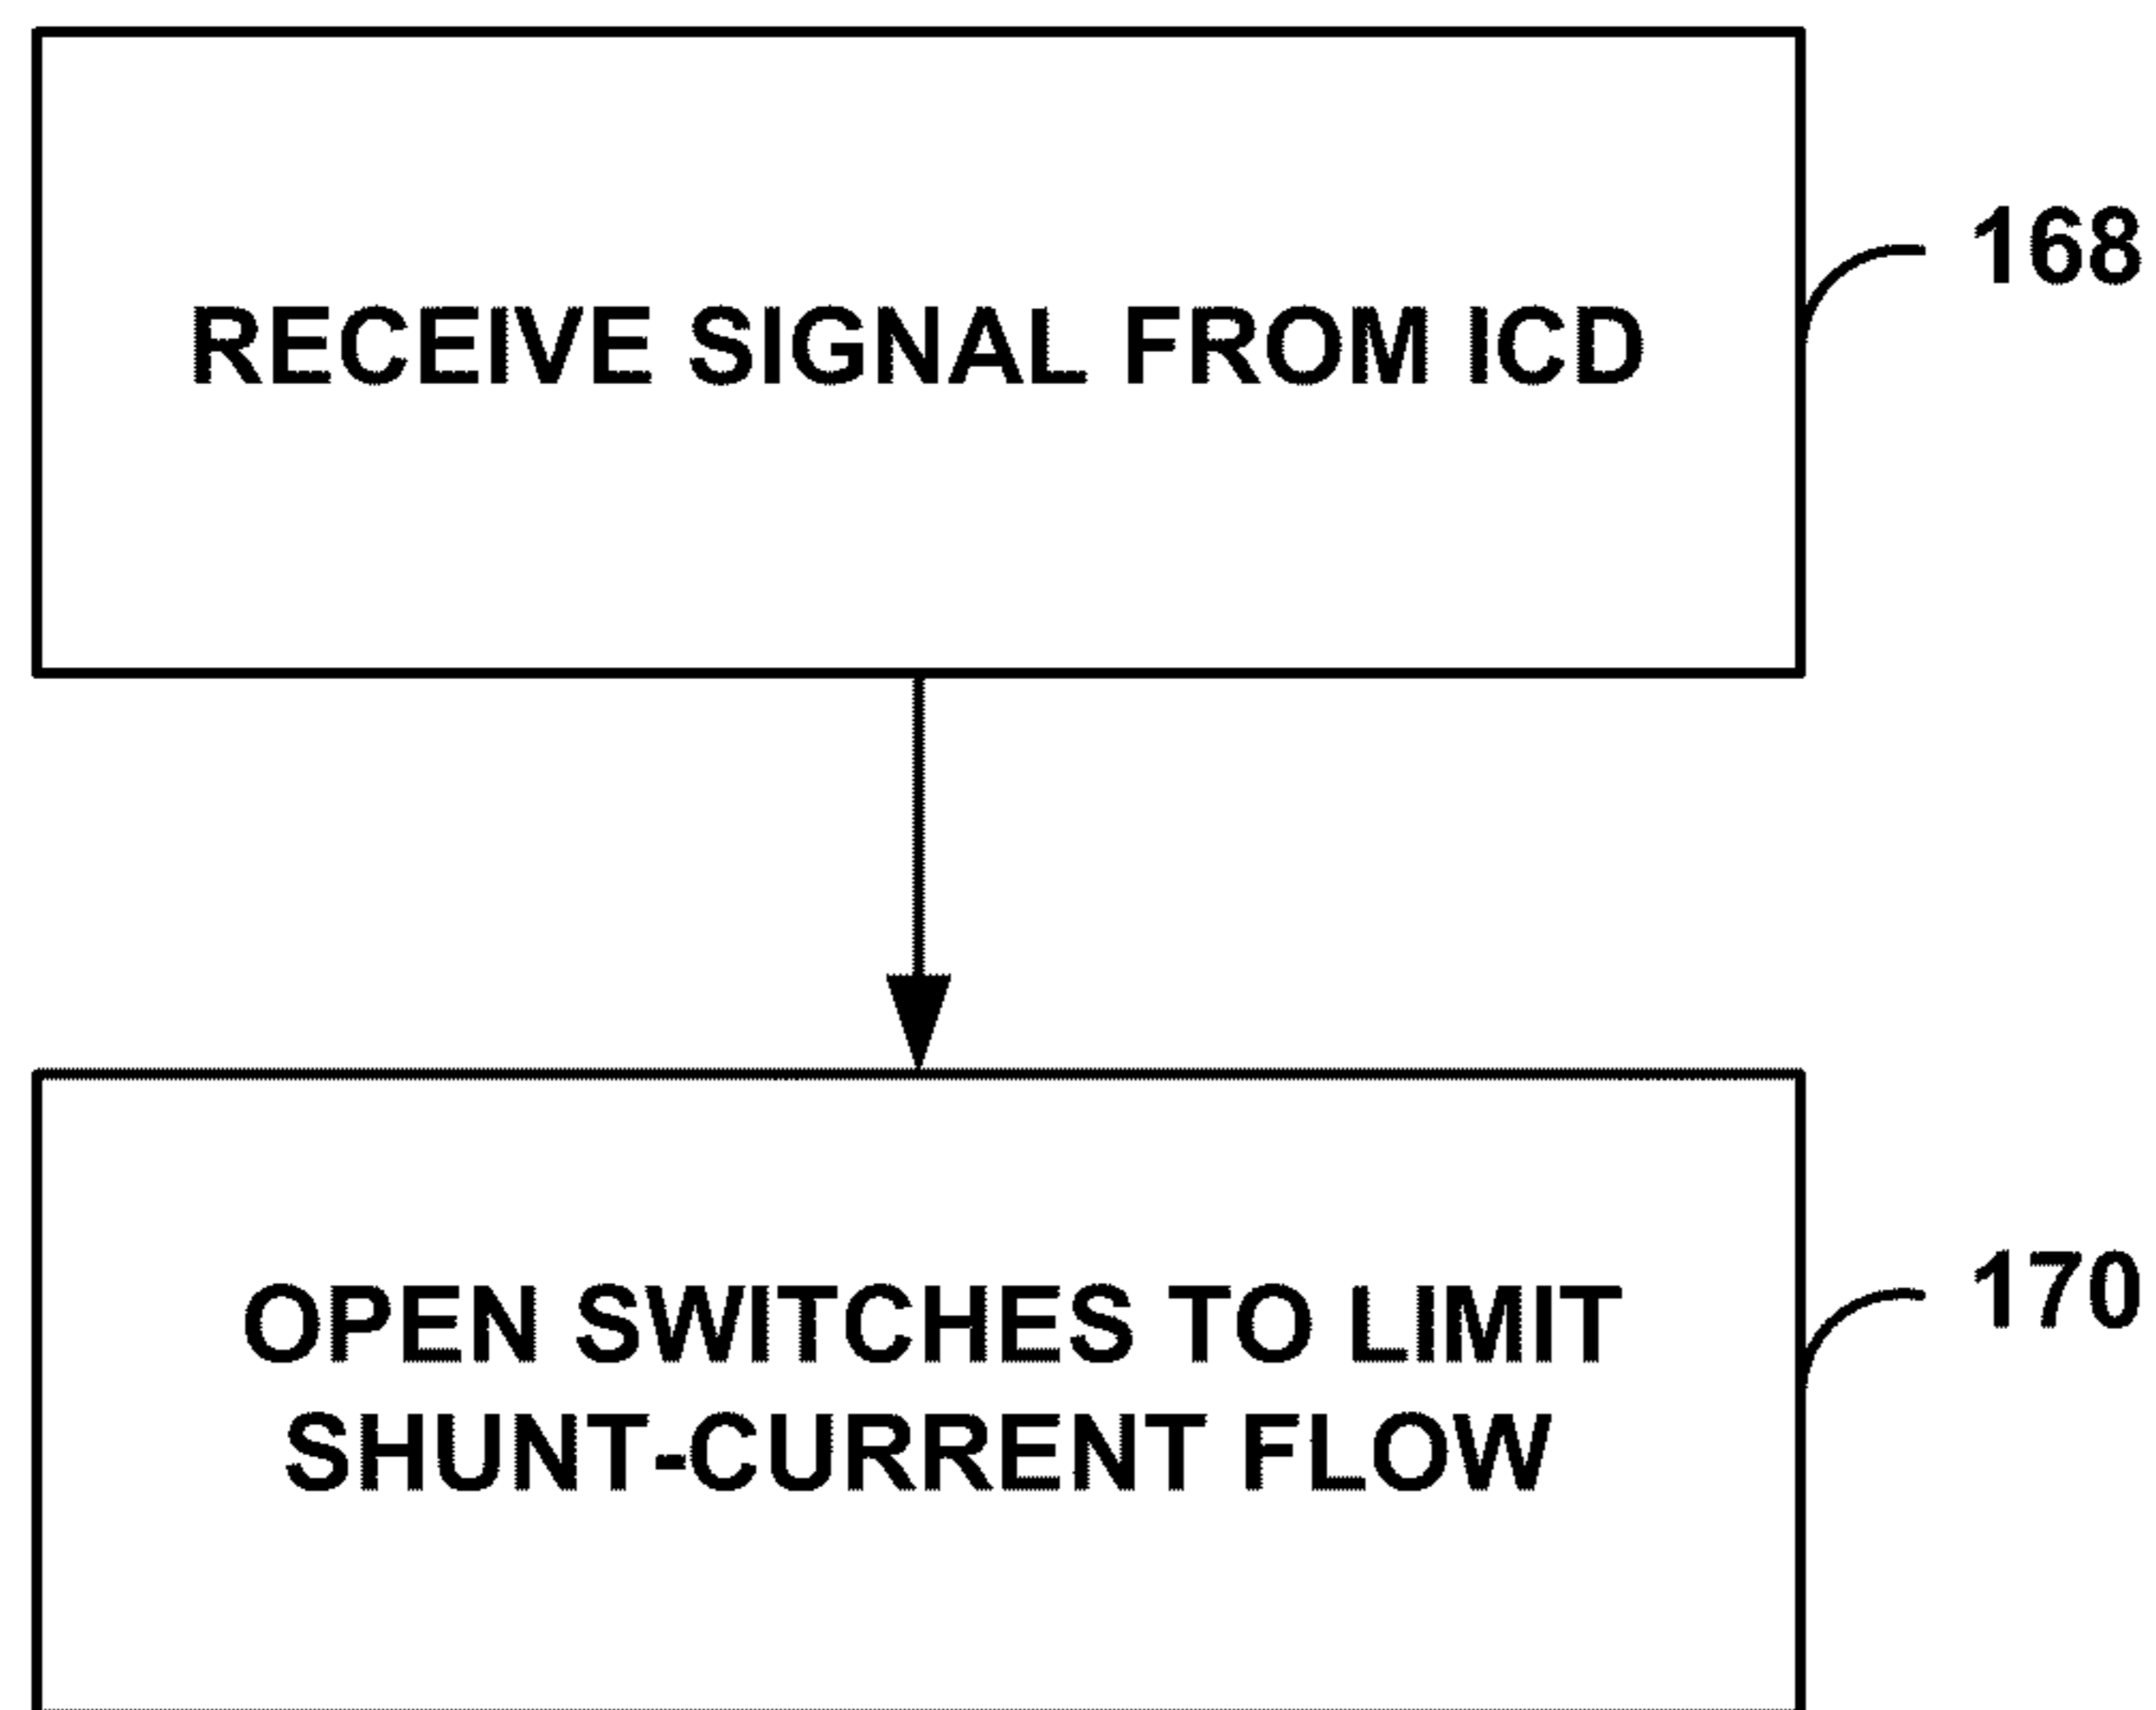 RECEIVE SIGNAL FROM ICD
168
OPEN SWITCHES TO LIMIT
SHUNT-CURRENT FLOW
170